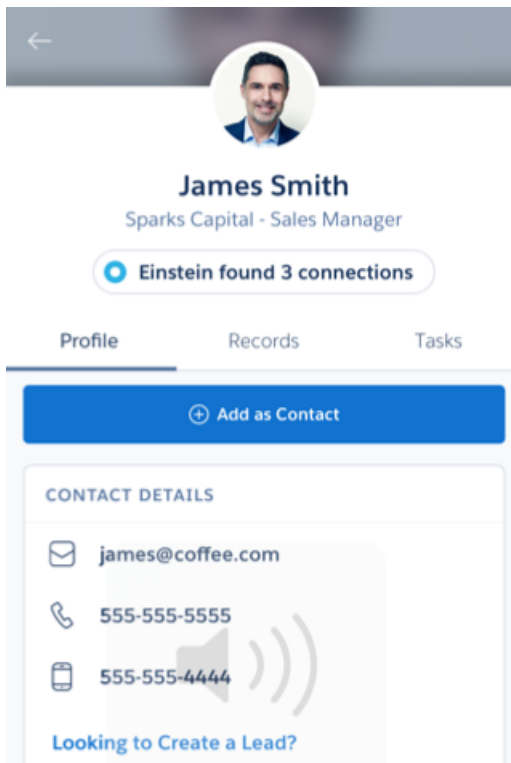 James Smith
Sparks Capital - Sales Manager
Einstein found 3 connections
Profile Records Tasks
Add as Contact
CONTACT DETAILS
james@coffee.com
555-555-5555
555-555-4444
Looking to Create a Lead?